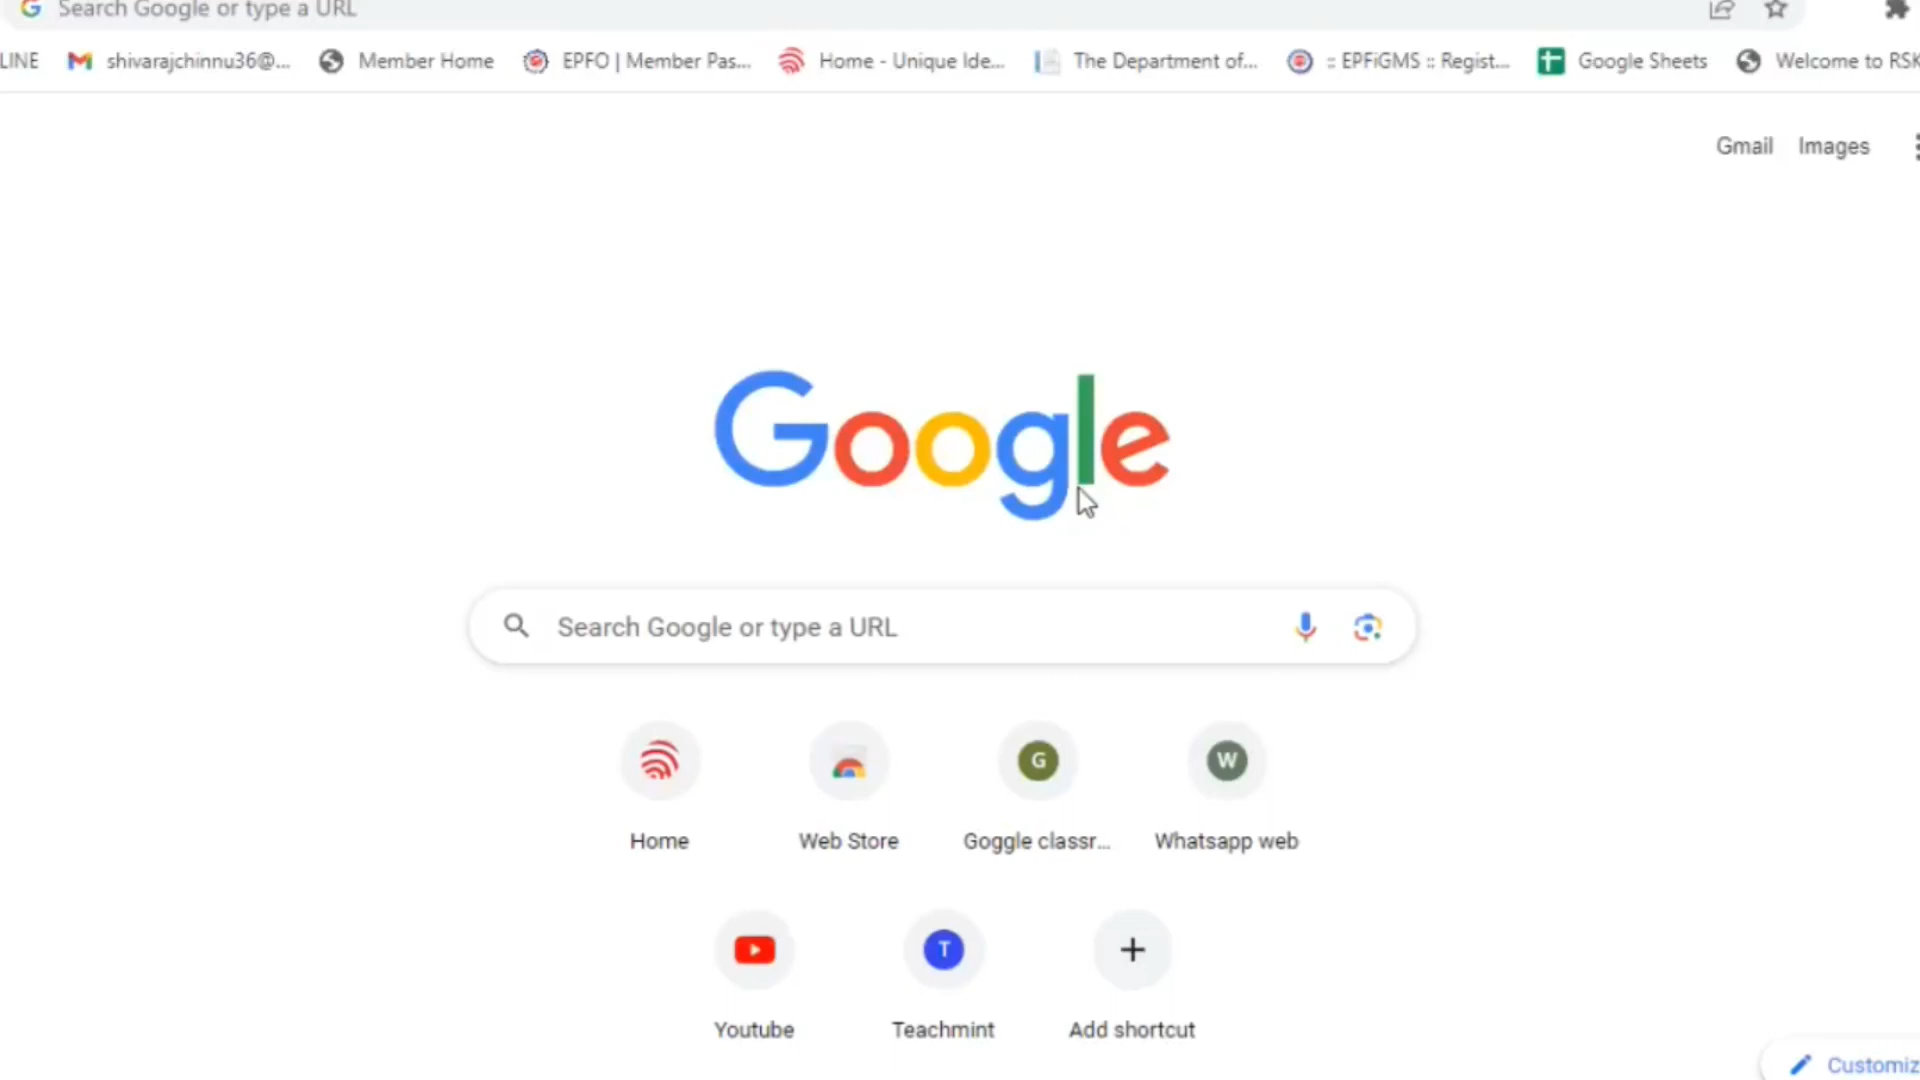 Search Google or type a URL
LINE shivarajchinnu36@... Member Home EPFO | Member Pas... Home - Unique Ide... The Department of... :: EPFiGMS :: Regist... Google Sheets Welcome to RSK
Gmail Images
Google
Search Google or type a URL
G W
Home Web Store Goggle classr... Whatsapp web
T
Youtube Teachmint Add shortcut
Customiz